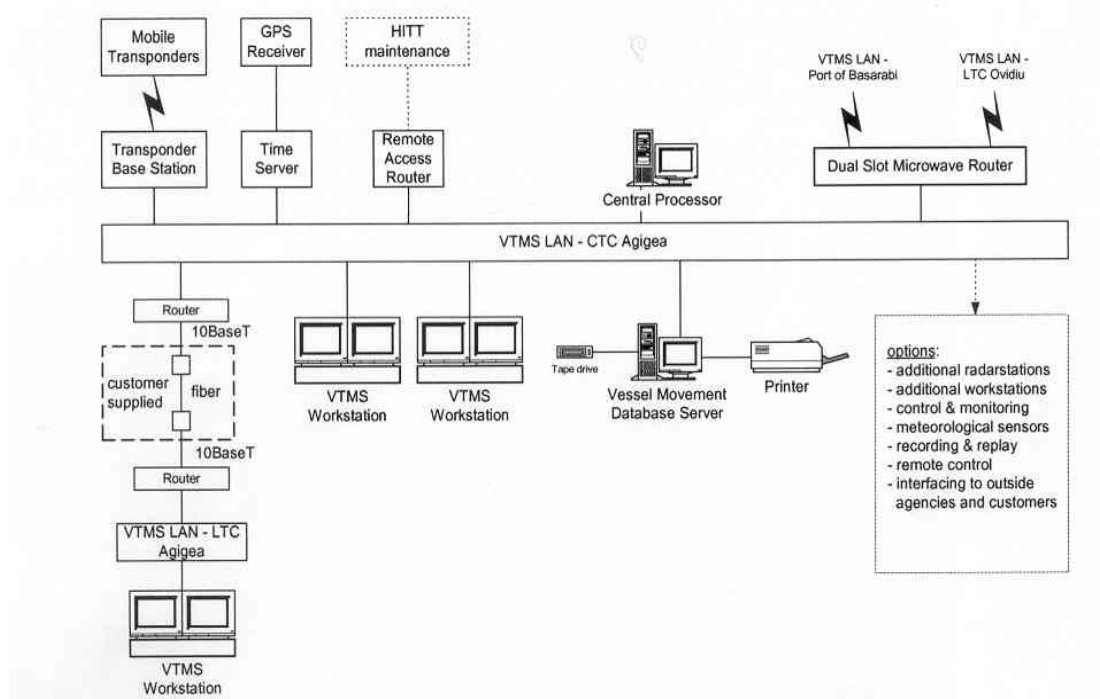 Mobile
Transponders
GPS
Receiver
HITT
maintenance
VTMS LAN -
Port of Basarabi
VTMS LAN -
LTC Ovidiu
Transponder
Base Station
Time
Server
Remote
Access
Router
Central Processor
Dual Slot Microwave Router
VTMS LAN - CTC Agigea
Router
10BaseT
customer
supplied
fiber
10BaseT
Router
VTMS LAN - LTC
Agigea
VTMS
Workstation
VTMS
Workstation
VTMS
Workstation
Tape drive
Vessel Movement
Database Server
Printer
options:
- additional radarstations
- additional workstations
- control & monitoring
- meteorological sensors
- recording & replay
- remote control
- interfacing to outside
agencies and customers